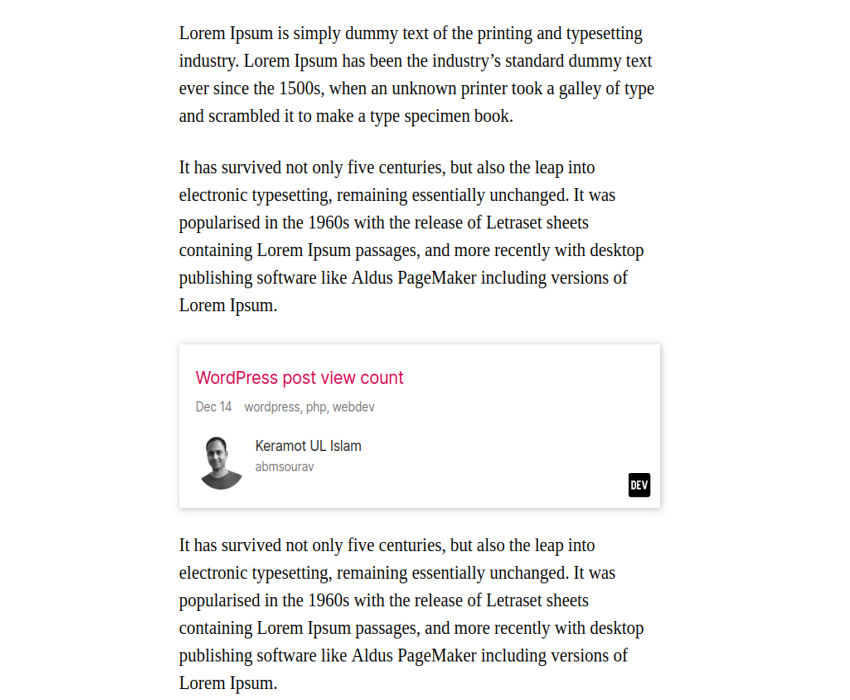 Lorem Ipsum is simply dummy text of the printing and typesetting
industry. Lorem Ipsum has been the industry’s standard dummy text
ever since the 1500s, when an unknown printer took a galley of type
and scrambled it to make a type specimen book.
It has survived not only five centuries, but also the leap into
electronic typesetting, remaining essentially unchanged. It was
popularised in the 1960s with the release of Letraset sheets
containing Lorem Ipsum passages, and more recently with desktop
publishing software like Aldus PageMaker including versions of
Lorem Ipsum.
WordPress post view count
Dec 14 wordpress, php, webdev
Keramot UL Islam
abmsourav
DEV
It has survived not only five centuries, but also the leap into
electronic typesetting, remaining essentially unchanged. It was
popularised in the 1960s with the release of Letraset sheets
containing Lorem Ipsum passages, and more recently with desktop
publishing software like Aldus PageMaker including versions of
Lorem Ipsum.